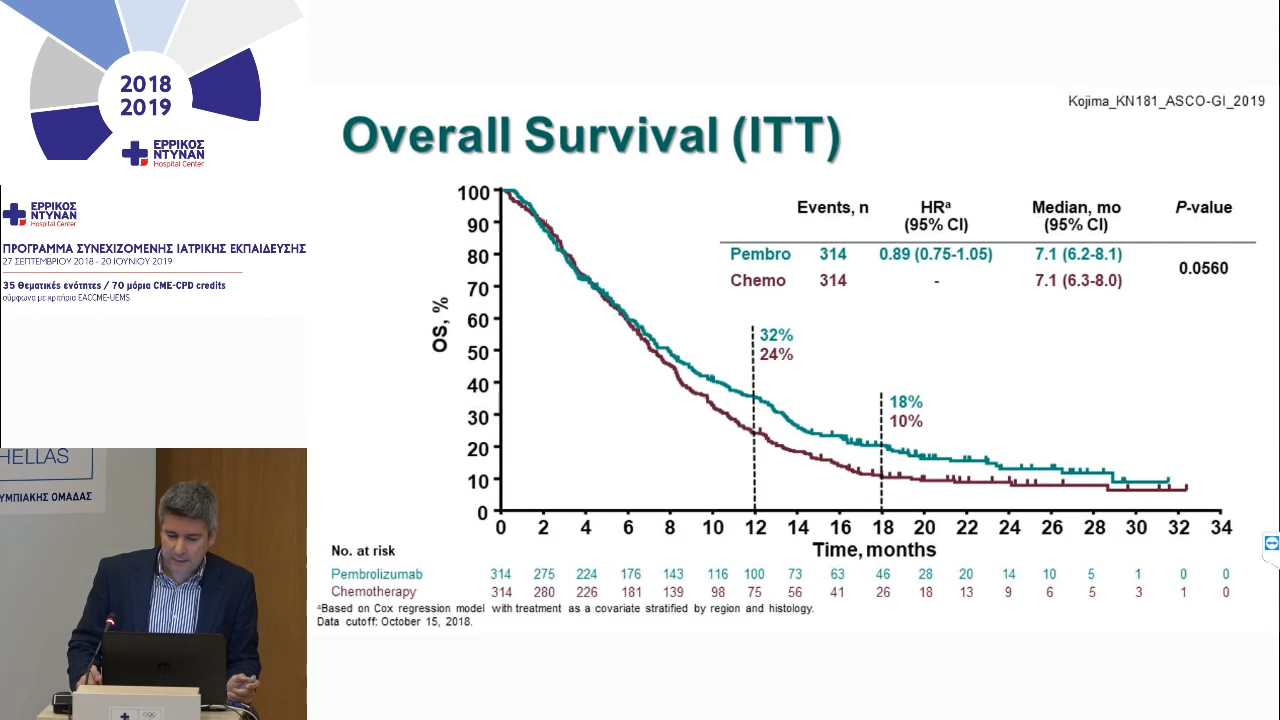 2018
2019
ΕΡΡΙΚΟΣ
ΝΤΥΝΑΝ
Hospital Center
ΕΡΡΙΚΟΣ
ΝΤΥΝΑΝ
Hospital Center
ΠΡΟΓΡΑΜΜΑ ΣΥΝΕΧΙΖΟΜΕΝΗΣ ΙΑΤΡΙΚΗΣ ΕΚΠΑΙΔΕΥΣΗΣ
27 ΣΕΠΤΕΜΒΡΙΟΥ 2018 - 20 ΙΟΥΝΙΟΥ 2019
35 θεματικές ενότητες / 70 μόρια CME-CPD credits
σύμφωνα με κριτήρια EACCME-UEMS
HELLAS
ΥΜΠΙΑΚΗΣ ΟΜΑΔΑΣ
Kojima_KN181_ASCO-GI_2019
Overall Survival (ITT)
Events, n HRᵃ (95% CI) Median, mo (95% CI) P-value
Pembro 314 0.89 (0.75-1.05) 7.1 (6.2-8.1)
0.0560
Chemo 314 - 7.1 (6.3-8.0)
OS, %
100
90
80
70
60
50
40
30
20
10
0
32%
24%
18%
10%
0 2 4 6 8 10 12 14 16 18 20 22 24 26 28 30 32 34
Time, months
No. at risk
Pembrolizumab 314 275 224 176 143 116 100 73 63 46 28 20 14 10 5 1 0 0
Chemotherapy 314 280 226 181 139 98 75 56 41 26 18 13 9 6 5 3 1 0
ᵃBased on Cox regression model with treatment as a covariate stratified by region and histology.
Data cutoff: October 15, 2018.